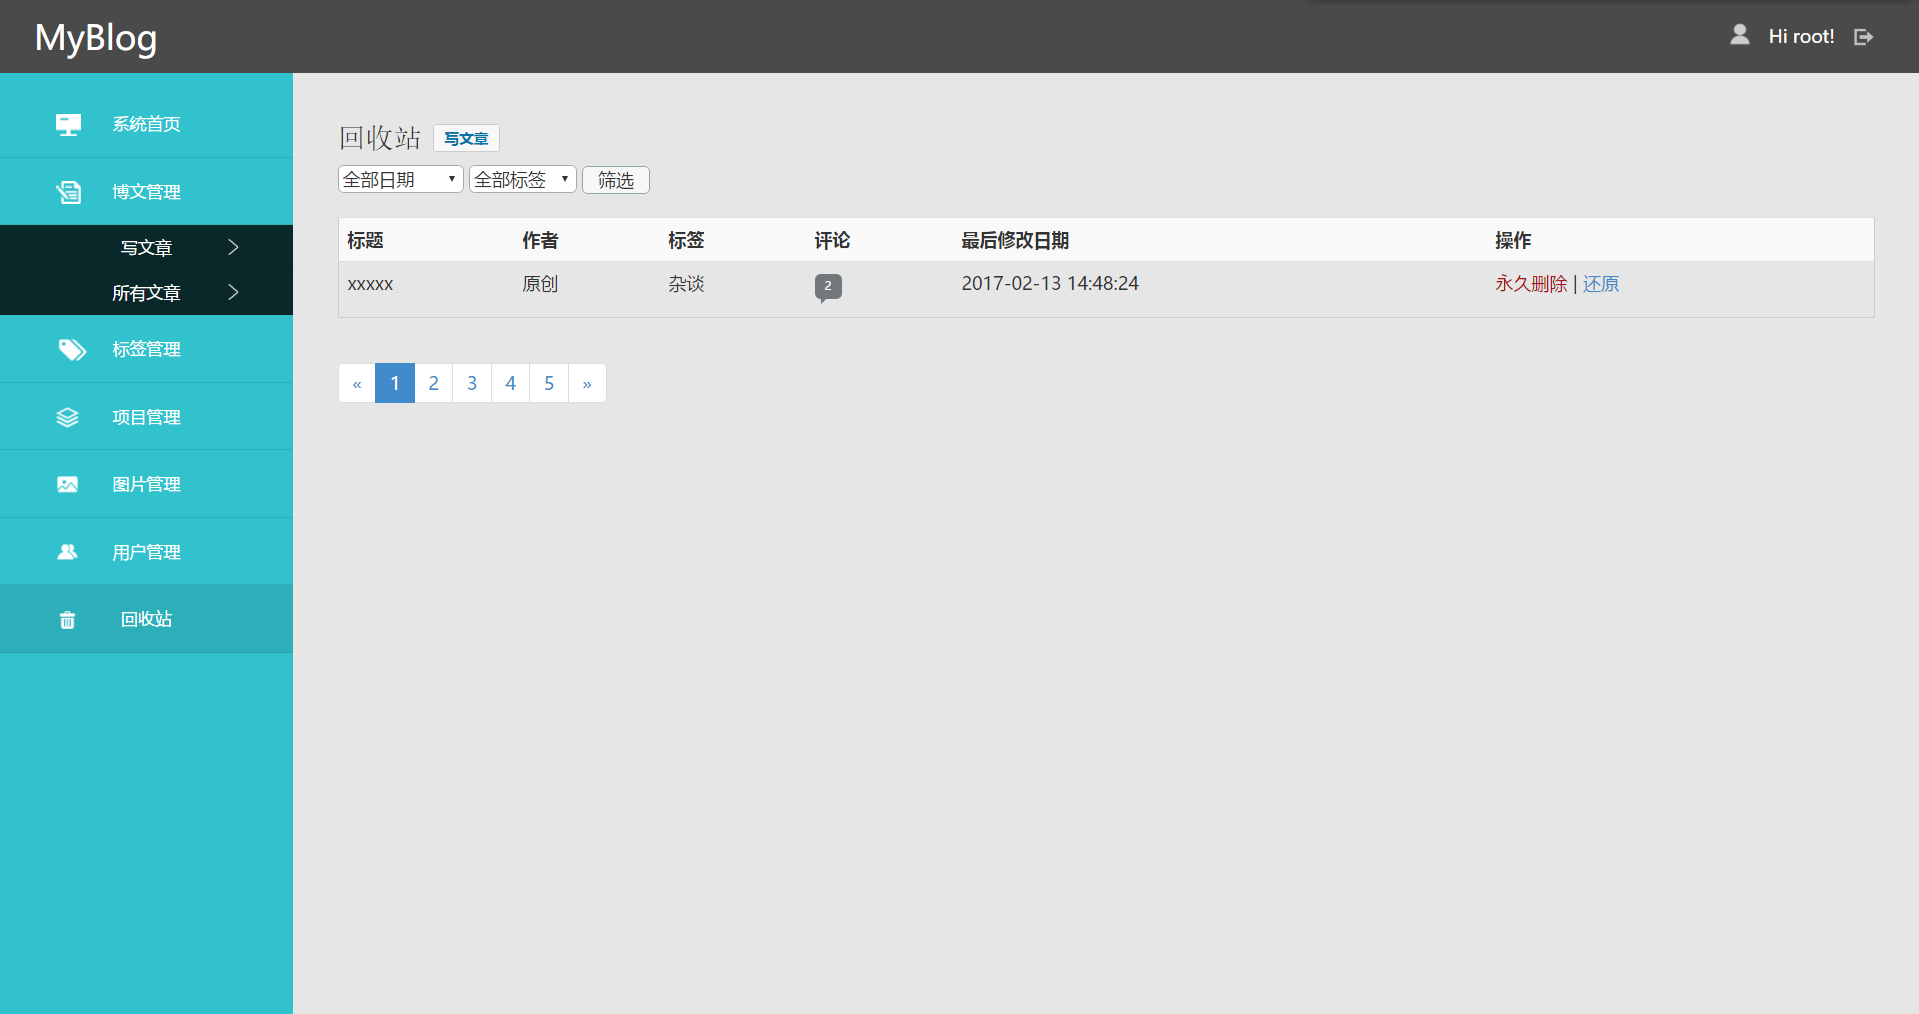 MyBlog
Hi root!
系统首页
博文管理
写文章
所有文章
标签管理
项目管理
图片管理
用户管理
回收站
回收站 写文章
全部日期 全部标签 筛选
标题 作者 标签 评论 最后修改日期 操作
xxxxx 原创 杂谈 2 2017-02-13 14:48:24 永久删除 | 还原
« 1 2 3 4 5 »